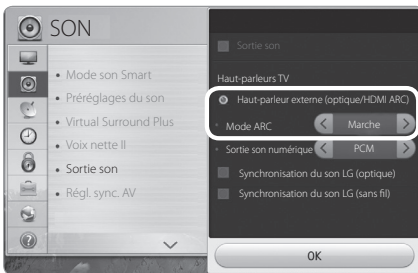 SON
• Mode son Smart
• Préréglages du son
• Virtual Surround Plus
• Voix nette II
• Sortie son
• Régl. sync. AV
Sortie son
Haut-parleurs TV
Haut-parleur externe (optique/HDMI ARC)
Mode ARC Marche
Sortie son numérique PCM
Synchronisation du son LG (optique)
Synchronisation du son LG (sans fil)
OK